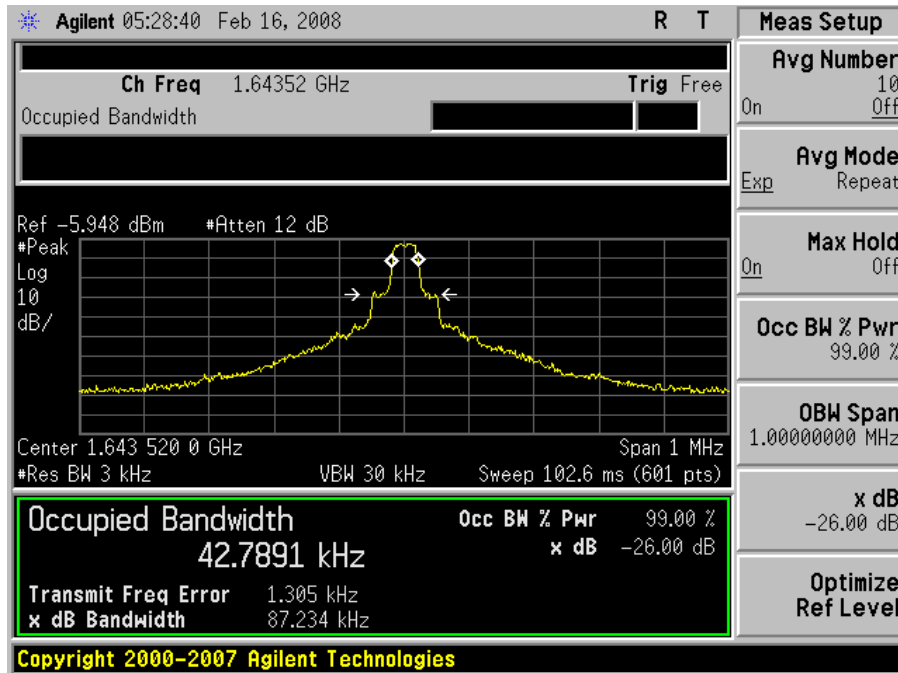 Agilent 05:28:40 Feb 16, 2008 R T
Ch Freq 1.64352 GHz Trig Free
Occupied Bandwidth
Ref -5.948 dBm #Atten 12 dB
#Peak
Log
10
dB/
Center 1.643 520 0 GHz Span 1 MHz
#Res BW 3 kHz VBW 30 kHz Sweep 102.6 ms (601 pts)
Occupied Bandwidth Occ BW % Pwr 99.00 %
42.7891 kHz x dB -26.00 dB
Transmit Freq Error 1.305 kHz
x dB Bandwidth 87.234 kHz
Copyright 2000-2007 Agilent Technologies
Meas Setup
Avg Number
10
On Off
Avg Mode
Exp Repeat
Max Hold
On Off
Occ BW % Pwr
99.00 %
OBW Span
1.00000000 MHz
x dB
-26.00 dB
Optimize
Ref Level